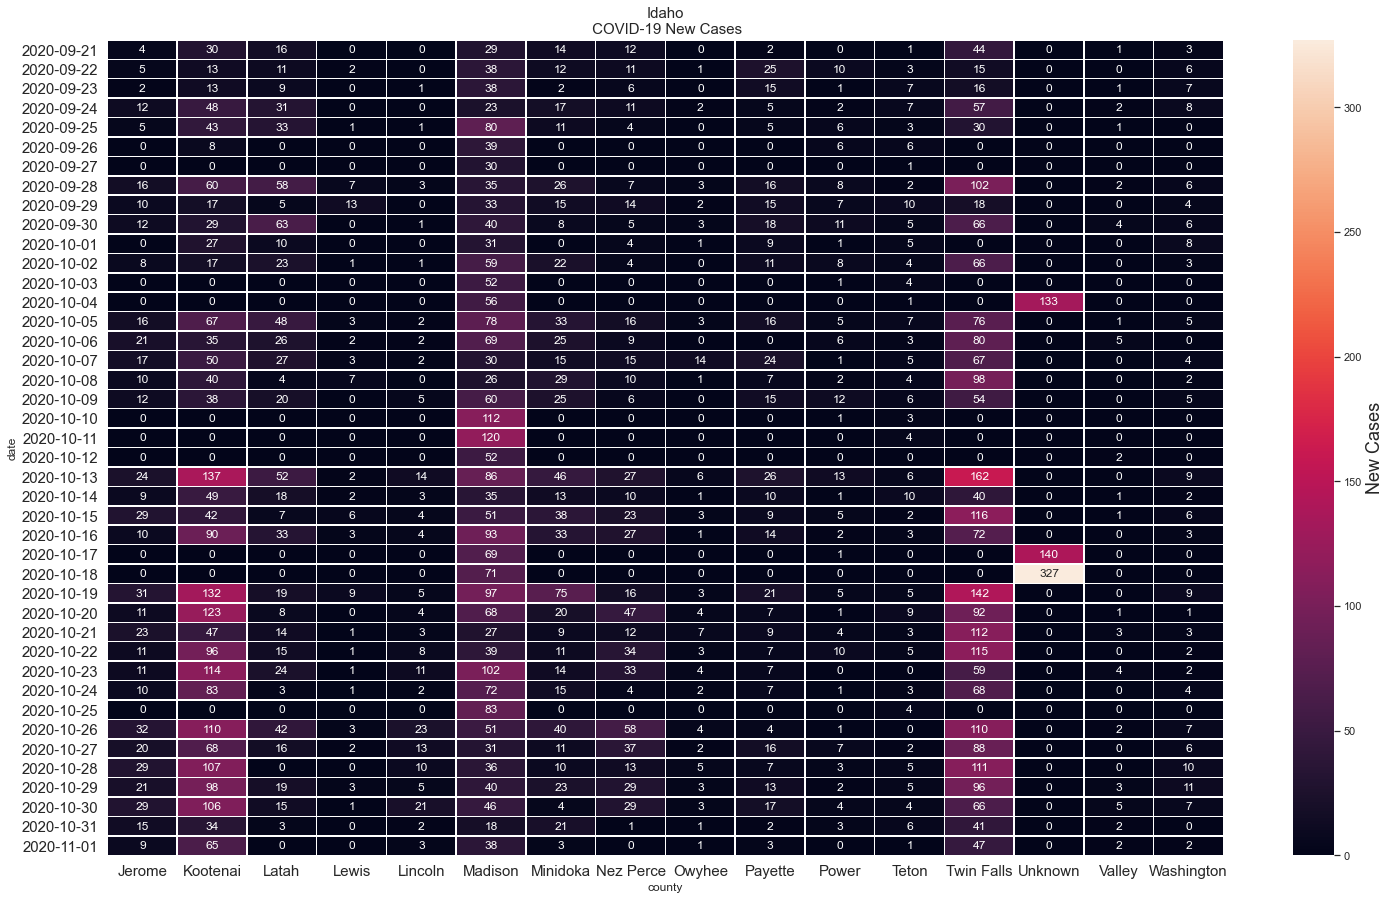 Idaho
COVID-19 New Cases
2020-09-21 4 30 16 0 0 29 14 12 0 2 0 1 44 0 1 3
2020-09-22 5 13 11 2 0 38 12 11 1 25 10 3 15 0 0 6
2020-09-23 2 13 9 0 1 38 2 6 0 15 1 7 16 0 1 7
2020-09-24 12 48 31 0 0 23 17 11 2 5 2 7 57 0 2 8
2020-09-25 5 43 33 1 1 80 11 4 0 5 6 3 30 0 1 0
2020-09-26 0 8 0 0 0 39 0 0 0 0 6 6 0 0 0 0
2020-09-27 0 0 0 0 0 30 0 0 0 0 0 1 0 0 0 0
2020-09-28 16 60 58 7 3 35 26 7 3 16 8 2 102 0 2 6
2020-09-29 10 17 5 13 0 33 15 14 2 15 7 10 18 0 0 4
2020-09-30 12 29 63 0 1 40 8 5 3 18 11 5 66 0 4 6
2020-10-01 0 27 10 0 0 31 0 4 1 9 1 5 0 0 0 8
2020-10-02 8 17 23 1 1 59 22 4 0 11 8 4 66 0 0 3
2020-10-03 0 0 0 0 0 52 0 0 0 0 1 4 0 0 0 0
2020-10-04 0 0 0 0 0 56 0 0 0 0 0 1 0 133 0 0
2020-10-05 16 67 48 3 2 78 33 16 3 16 5 7 76 0 1 5
2020-10-06 21 35 26 2 2 69 25 9 0 0 6 3 80 0 5 0
2020-10-07 17 50 27 3 2 30 15 15 14 24 1 5 67 0 0 4
2020-10-08 10 40 4 7 0 26 29 10 1 7 2 4 98 0 0 2
2020-10-09 12 38 20 0 5 60 25 6 0 15 12 6 54 0 0 5
2020-10-10 0 0 0 0 0 112 0 0 0 0 1 3 0 0 0 0
2020-10-11 0 0 0 0 0 120 0 0 0 0 0 4 0 0 0 0
2020-10-12 0 0 0 0 0 52 0 0 0 0 0 0 0 0 2 0
2020-10-13 24 137 52 2 14 86 46 27 6 26 13 6 162 0 0 9
2020-10-14 9 49 18 2 3 35 13 10 1 10 1 10 40 0 1 2
2020-10-15 29 42 7 6 4 51 38 23 3 9 5 2 116 0 1 6
2020-10-16 10 90 33 3 4 93 33 27 1 14 2 3 72 0 0 3
2020-10-17 0 0 0 0 0 69 0 0 0 0 1 0 0 140 0 0
2020-10-18 0 0 0 0 0 71 0 0 0 0 0 0 0 327 0 0
2020-10-19 31 132 19 9 5 97 75 16 3 21 5 5 142 0 0 9
2020-10-20 11 123 8 0 4 68 20 47 4 7 1 9 92 0 1 1
2020-10-21 23 47 14 1 3 27 9 12 7 9 4 3 112 0 3 3
2020-10-22 11 96 15 1 8 39 11 34 3 7 10 5 115 0 0 2
2020-10-23 11 114 24 1 11 102 14 33 4 7 0 0 59 0 4 2
2020-10-24 10 83 3 1 2 72 15 4 2 7 1 3 68 0 0 4
2020-10-25 0 0 0 0 0 83 0 0 0 0 0 4 0 0 0 0
2020-10-26 32 110 42 3 23 51 40 58 4 4 1 0 110 0 2 7
2020-10-27 20 68 16 2 13 31 11 37 2 16 7 2 88 0 0 6
2020-10-28 29 107 0 0 10 36 10 13 5 7 3 5 111 0 0 10
2020-10-29 21 98 19 3 5 40 23 29 3 13 2 5 96 0 3 11
2020-10-30 29 106 15 1 21 46 4 29 3 17 4 4 66 0 5 7
2020-10-31 15 34 3 0 2 18 21 1 1 2 3 6 41 0 2 0
2020-11-01 9 65 0 0 3 38 3 0 1 3 0 1 47 0 2 2
Jerome Kootenai Latah Lewis Lincoln Madison Minidoka Nez Perce Owyhee Payette Power Teton Twin Falls Unknown Valley Washington
county
date
300
250
200
150
100
50
0
New Cases